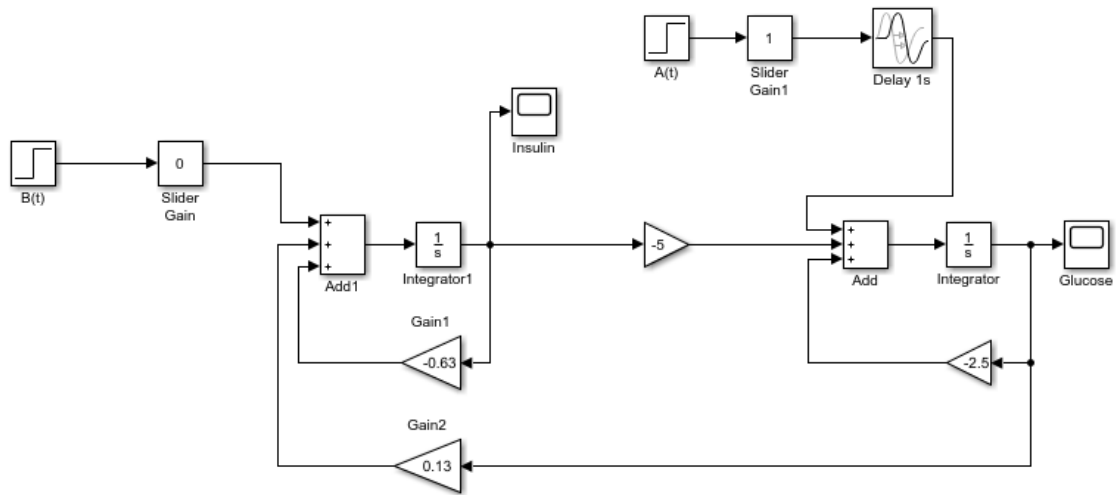 A(t)
1
Slider
Gain1
Delay 1s
Insulin
B(t)
0
Slider
Gain
+
+
+
Add1
1
s
Integrator1
-5
+
+
+
Add
1
s
Integrator
Glucose
Gain1
-0.63
-2.5
Gain2
0.13